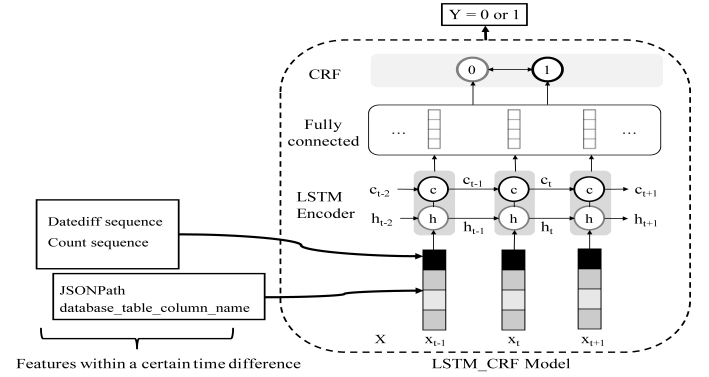 Y = 0 or 1
CRF
0
1
Fully
connected
...
...
LSTM
Encoder
c_{t-2}
c
c_{t-1}
c
c_t
c
c_{t+1}
h_{t-2}
h
h_{t-1}
h
h_t
h
h_{t+1}
Datediff sequence
Count sequence
JSONPath
database_table_column_name
X
x_{t-1}
x_t
x_{t+1}
Features within a certain time difference
LSTM_CRF Model